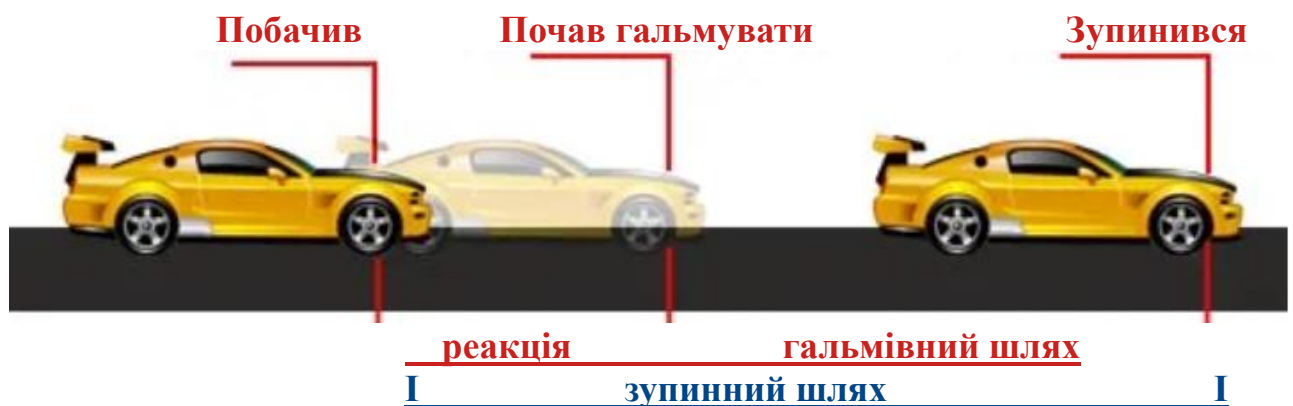 Побачив Почав гальмувати Зупинився
реакція гальмівний шлях
I зупинний шлях I